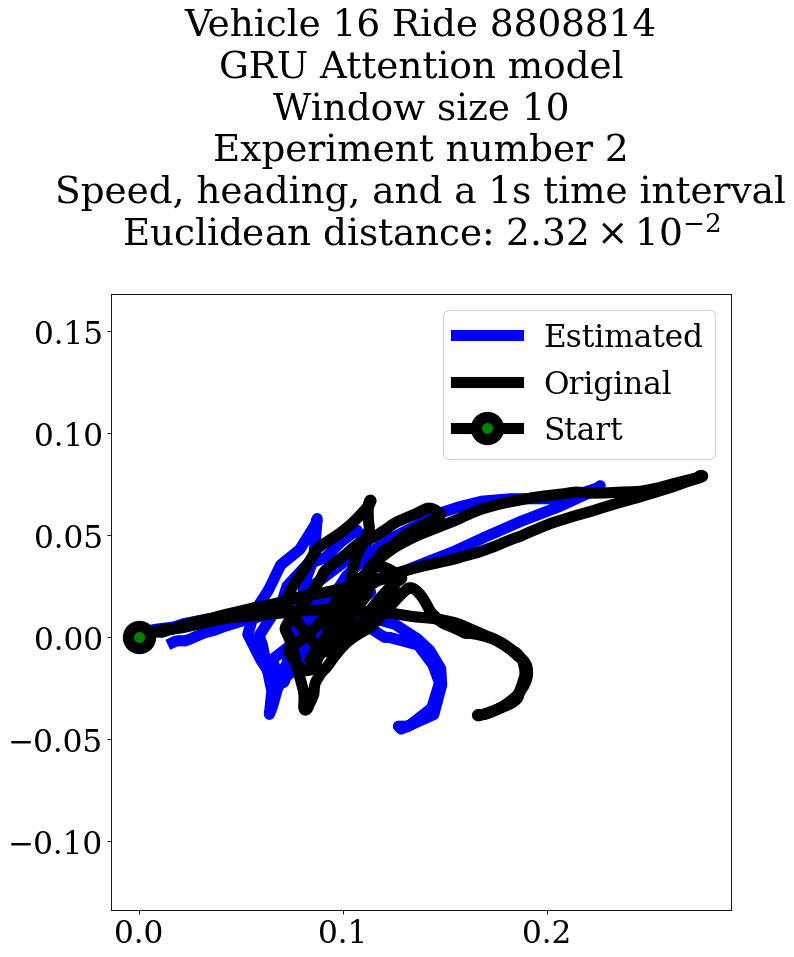 Vehicle 16 Ride 8808814
GRU Attention model
Window size 10
Experiment number 2
Speed, heading, and a 1s time interval
Euclidean distance: 2.32 × 10⁻²
Estimated
Original
Start
0.15
0.10
0.05
0.00
−0.05
−0.10
0.0 0.1 0.2